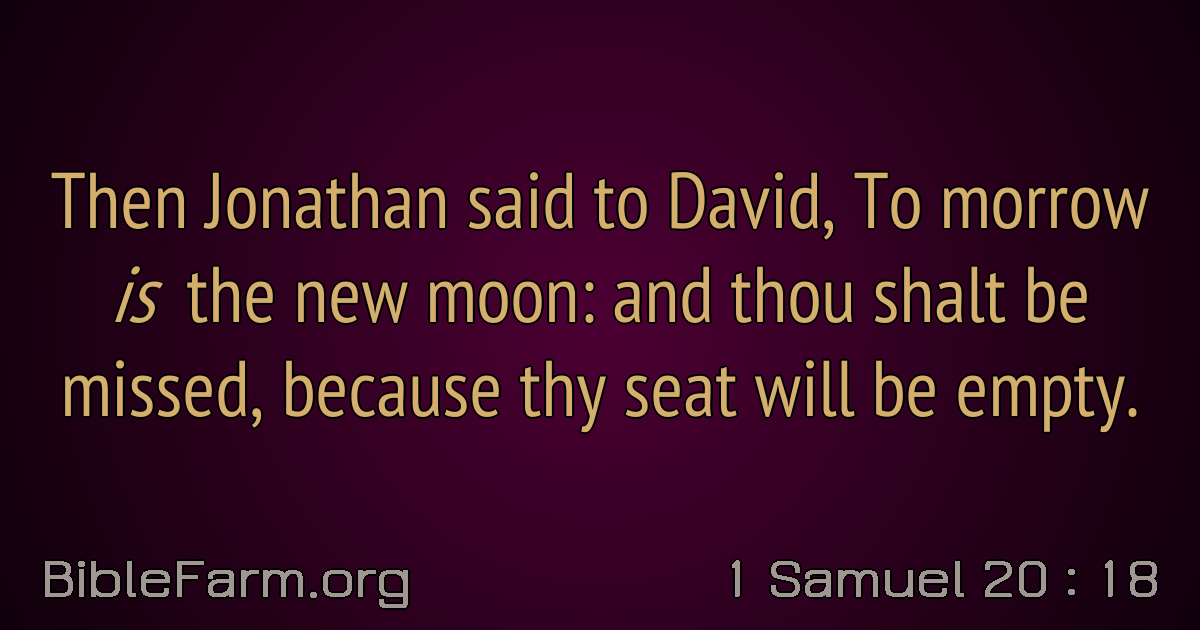 Then Jonathan said to David, To morrow
is the new moon: and thou shalt be
missed, because thy seat will be empty.
BibleFarm.org
1 Samuel 20 : 18